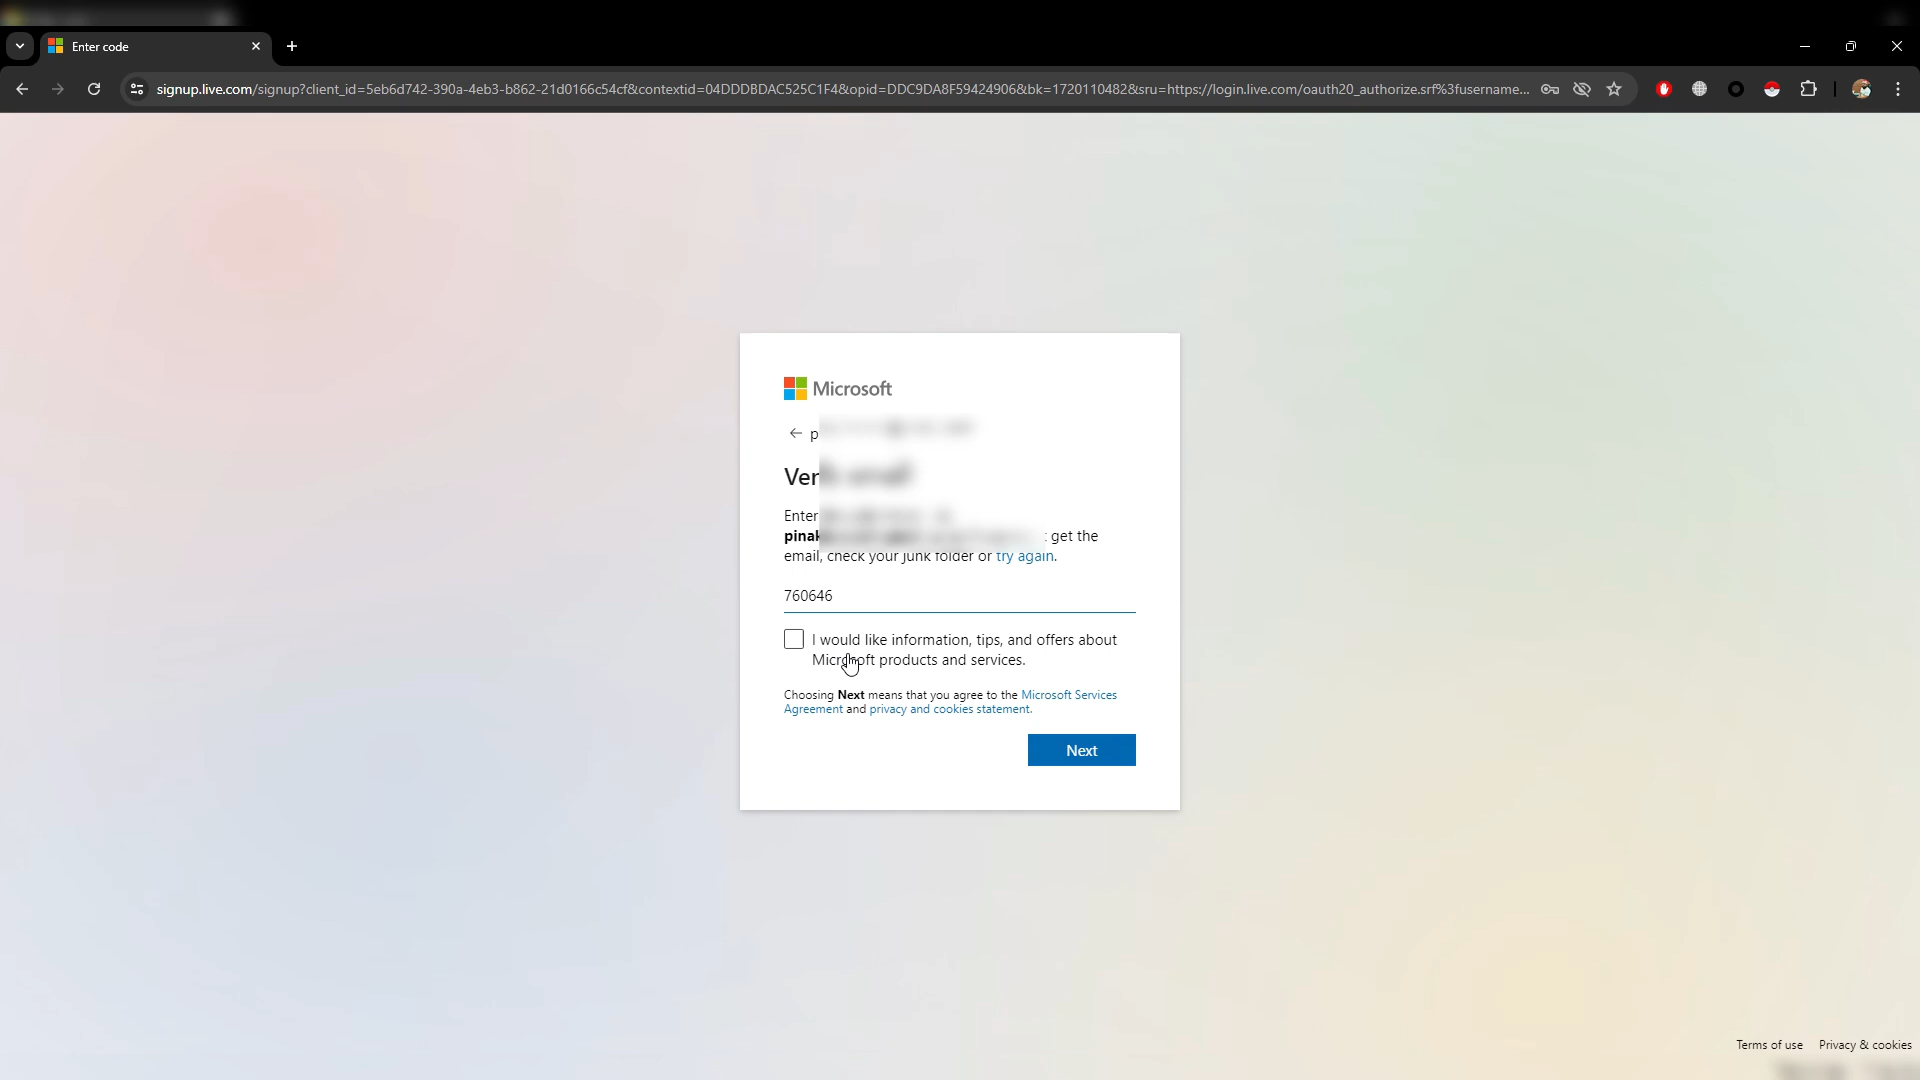 Enter code
signup.live.com/signup?client_id=5eb6d742-390a-4eb3-b862-21d0166c54cf&contextid=04DDDBDAC525C1F4&opid=DDC9DA8F59424906&bk=1720110482&sru=https://login.live.com/oauth20_authorize.srf%3fusername...
Microsoft
Enter
get the
email, check your junk folder or try again.
760646
I would like information, tips, and offers about
Microsoft products and services.
Choosing Next means that you agree to the Microsoft Services
Agreement and privacy and cookies statement.
Next
Terms of use Privacy & cookies